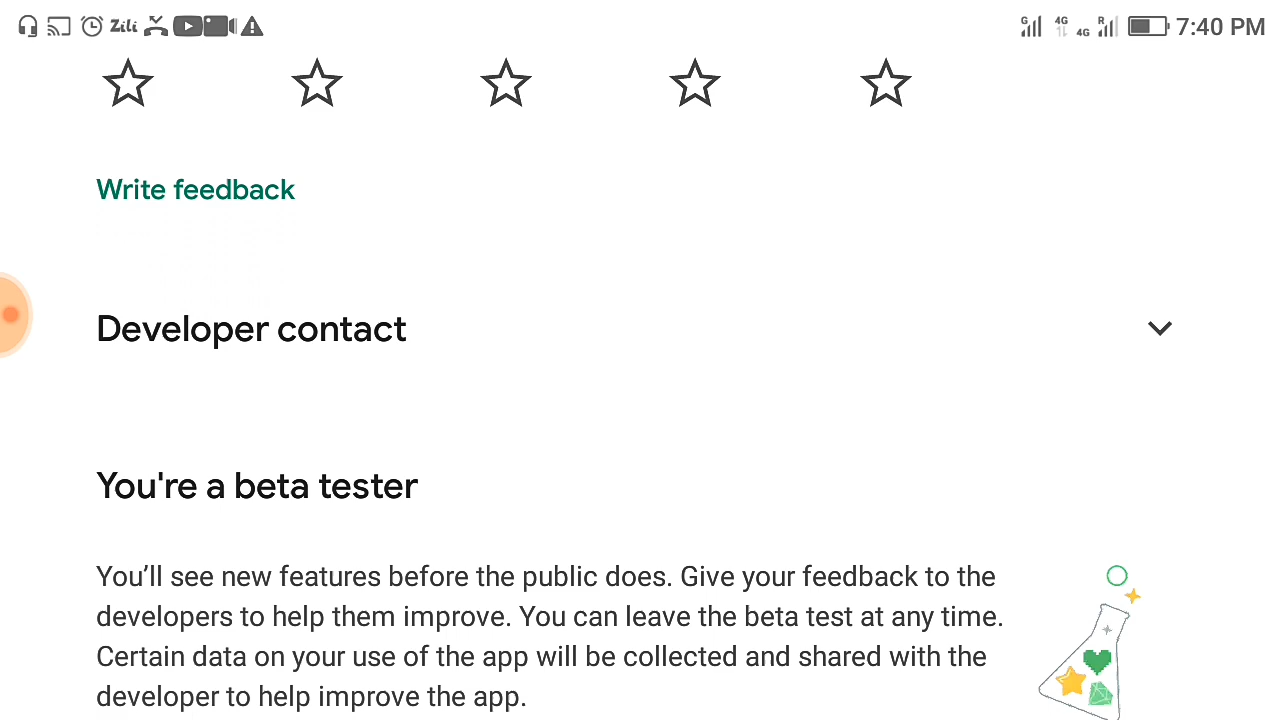 Zili
G 4G 4G R 7:40 PM
Write feedback
Developer contact
You're a beta tester
You’ll see new features before the public does. Give your feedback to the
developers to help them improve. You can leave the beta test at any time.
Certain data on your use of the app will be collected and shared with the
developer to help improve the app.